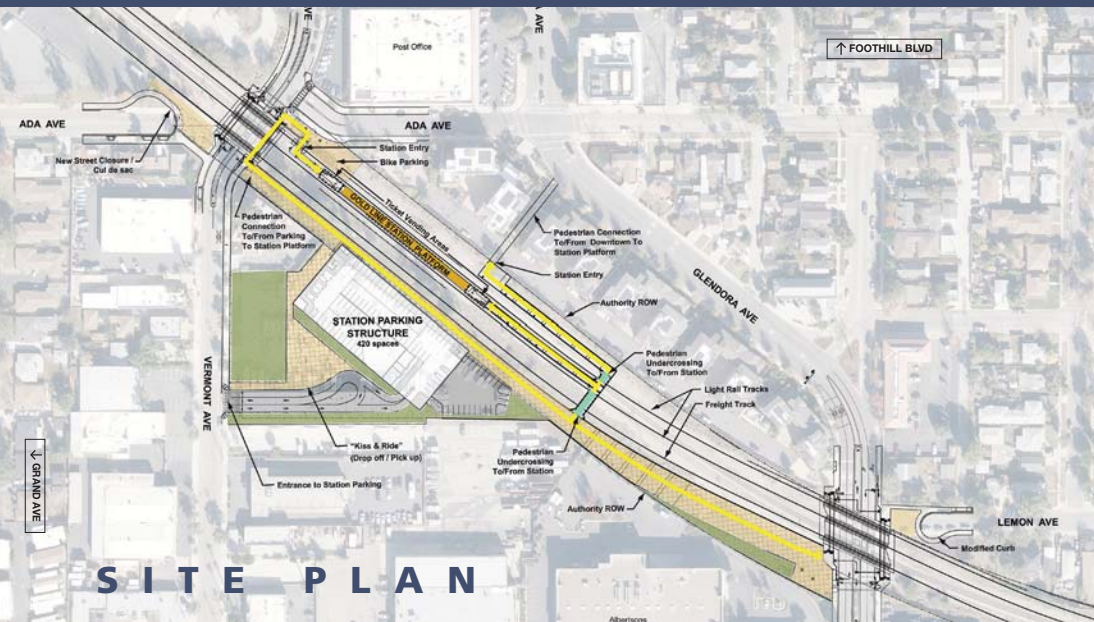 VE
A AVE
Post Office
↑ FOOTHILL BLVD
ADA AVE
ADA AVE
Station Entry
Bike Parking
New Street Closure /
Cul de sac
Ticket Vending Areas
GOLD LINE STATION PLATFORM
Pedestrian
Connection
To/From Parking
To Station Platform
Pedestrian Connection
To/From Downtown To
Station Platform
Station Entry
GLENDORA AVE
Authority ROW
STATION PARKING
STRUCTURE
420 spaces
Pedestrian
Undercrossing
To/From Station
Light Rail Tracks
Freight Track
VERMONT AVE
"Kiss & Ride"
(Drop off / Pick up)
Pedestrian
Undercrossing
To/From Station
Entrance to Station Parking
← GRAND AVE
Authority ROW
LEMON AVE
Modified Curb
SITE PLAN
Albertsons